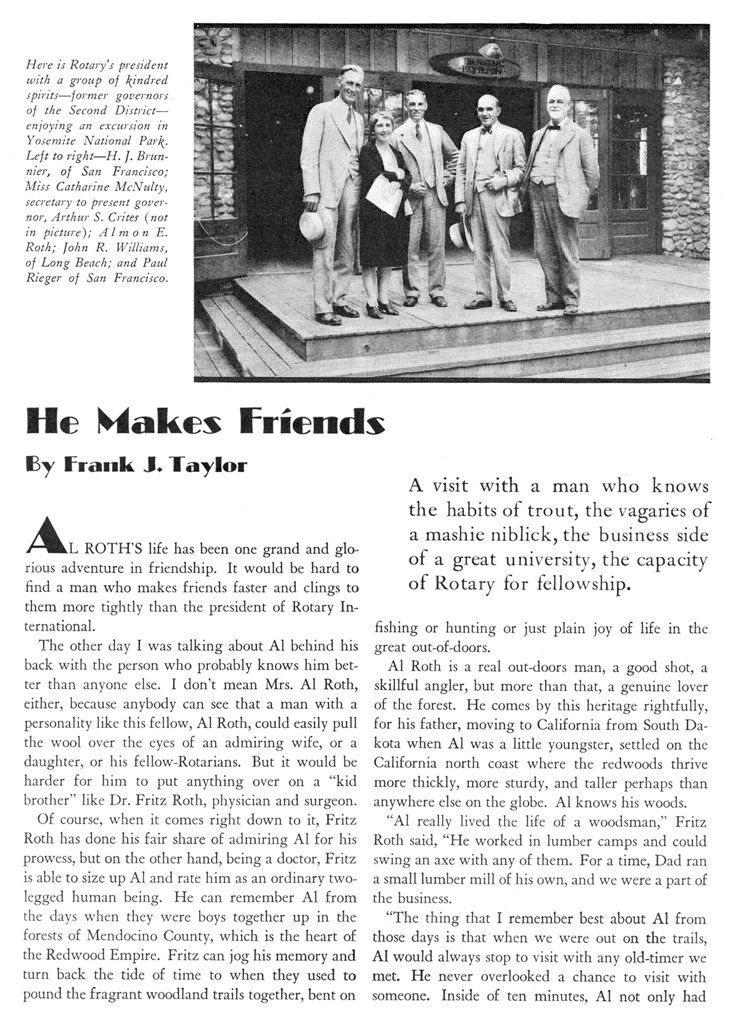 Here is Rotary's president
with a group of kindred
spirits—former governors
of the Second District—
enjoying an excursion in
Yosemite National Park.
Left to right—H. J. Brun-
nier, of San Francisco;
Miss Catharine McNulty,
secretary to present gover-
nor, Arthur S. Crites (not
in picture); Almon E.
Roth; John R. Williams,
of Long Beach; and Paul
Rieger of San Francisco.
DANCING
PAVILION
He Makes Friends
By Frank J. Taylor
A visit with a man who knows
the habits of trout, the vagaries of
a mashie niblick, the business side
of a great university, the capacity
of Rotary for fellowship.
AL ROTH'S life has been one grand and glo-
rious adventure in friendship. It would be hard to
find a man who makes friends faster and clings to
them more tightly than the president of Rotary In-
ternational.
The other day I was talking about Al behind his
back with the person who probably knows him bet-
ter than anyone else. I don't mean Mrs. Al Roth,
either, because anybody can see that a man with a
personality like this fellow, Al Roth, could easily pull
the wool over the eyes of an admiring wife, or a
daughter, or his fellow-Rotarians. But it would be
harder for him to put anything over on a "kid
brother" like Dr. Fritz Roth, physician and surgeon.
Of course, when it comes right down to it, Fritz
Roth has done his fair share of admiring Al for his
prowess, but on the other hand, being a doctor, Fritz
is able to size up Al and rate him as an ordinary two-
legged human being. He can remember Al from
the days when they were boys together up in the
forests of Mendocino County, which is the heart of
the Redwood Empire. Fritz can jog his memory and
turn back the tide of time to when they used to
pound the fragrant woodland trails together, bent on
fishing or hunting or just plain joy of life in the
great out-of-doors.
Al Roth is a real out-doors man, a good shot, a
skillful angler, but more than that, a genuine lover
of the forest. He comes by this heritage rightfully,
for his father, moving to California from South Da-
kota when Al was a little youngster, settled on the
California north coast where the redwoods thrive
more thickly, more sturdy, and taller perhaps than
anywhere else on the globe. Al knows his woods.
"Al really lived the life of a woodsman," Fritz
Roth said, "He worked in lumber camps and could
swing an axe with any of them. For a time, Dad ran
a small lumber mill of his own, and we were a part of
the business.
"The thing that I remember best about Al from
those days is that when we were out on the trails,
Al would always stop to visit with any old-timer we
met. He never overlooked a chance to visit with
someone. Inside of ten minutes, Al not only had